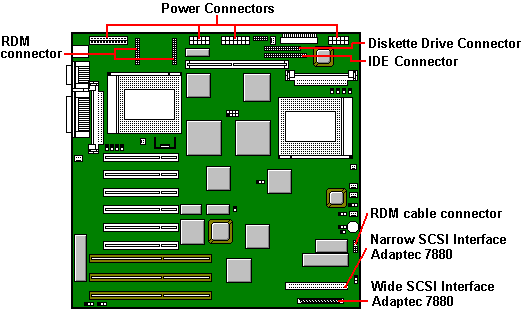 Power Connectors
RDM
connector
Diskette Drive Connector
IDE Connector
RDM cable connector
Narrow SCSI Interface
Adaptec 7880
Wide SCSI Interface
Adaptec 7880